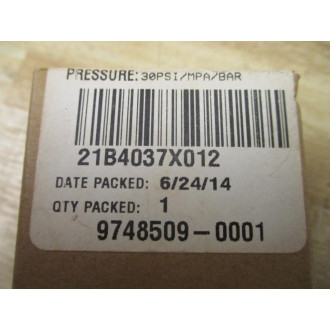 PRESSURE: 30PSI/MPA/BAR
21B4037X012
DATE PACKED: 6/24/14
QTY PACKED: 1
9748509-0001